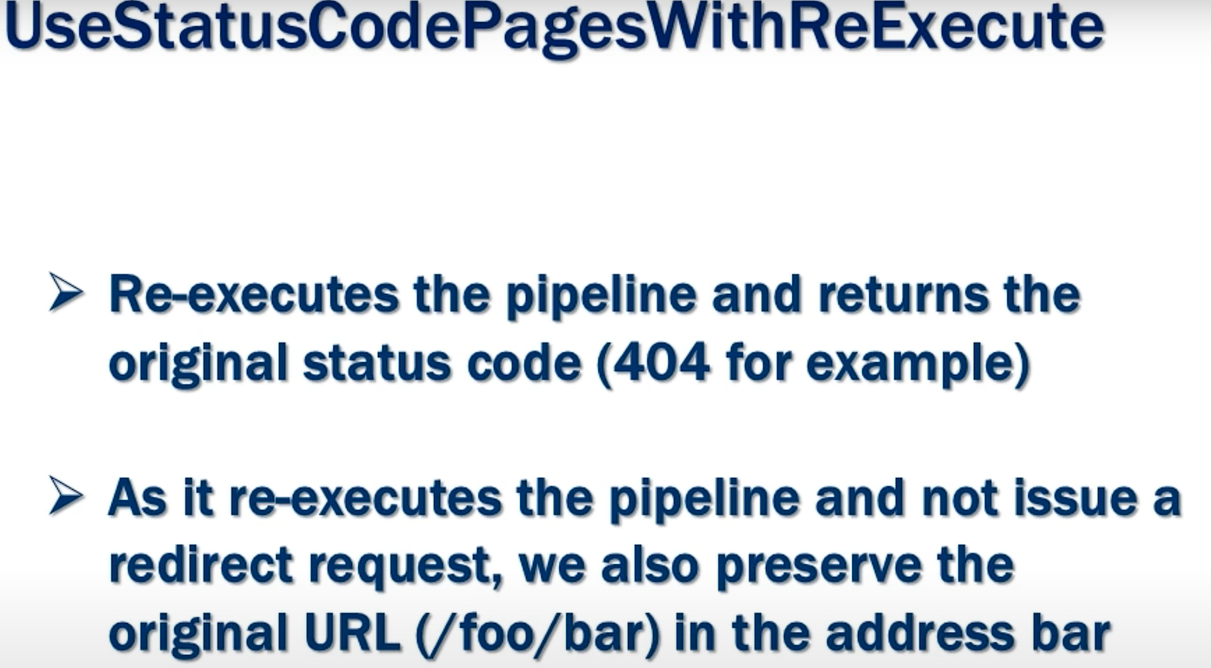 UseStatusCodePagesWithReExecute
Re-executes the pipeline and returns the
original status code (404 for example)
As it re-executes the pipeline and not issue a
redirect request, we also preserve the
original URL (/foo/bar) in the address bar